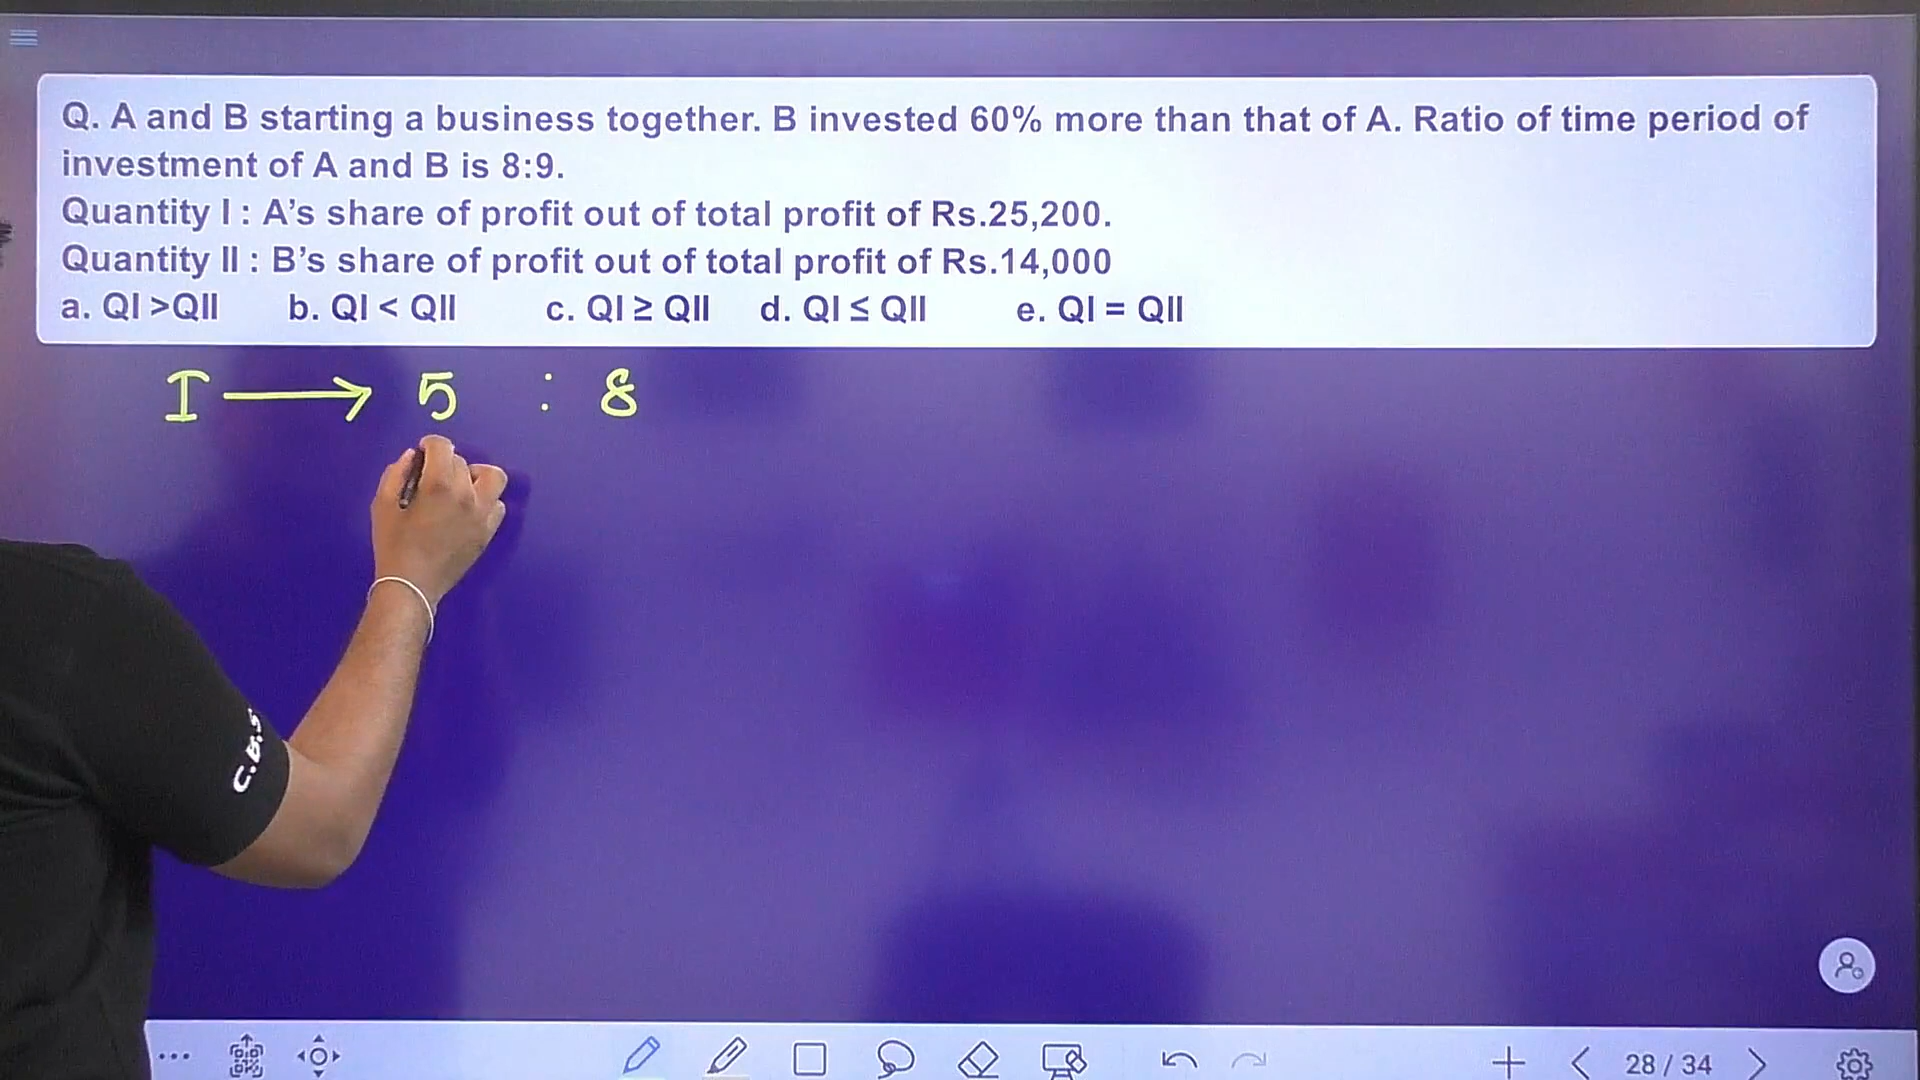 Q. A and B starting a business together. B invested 60% more than that of A. Ratio of time period of
investment of A and B is 8:9.
Quantity I : A's share of profit out of total profit of Rs.25,200.
Quantity II : B's share of profit out of total profit of Rs.14,000
a. QI >QII b. QI < QII c. QI ≥ QII d. QI ≤ QII e. QI = QII
I → 5 : 8
C.B.S
28 / 34